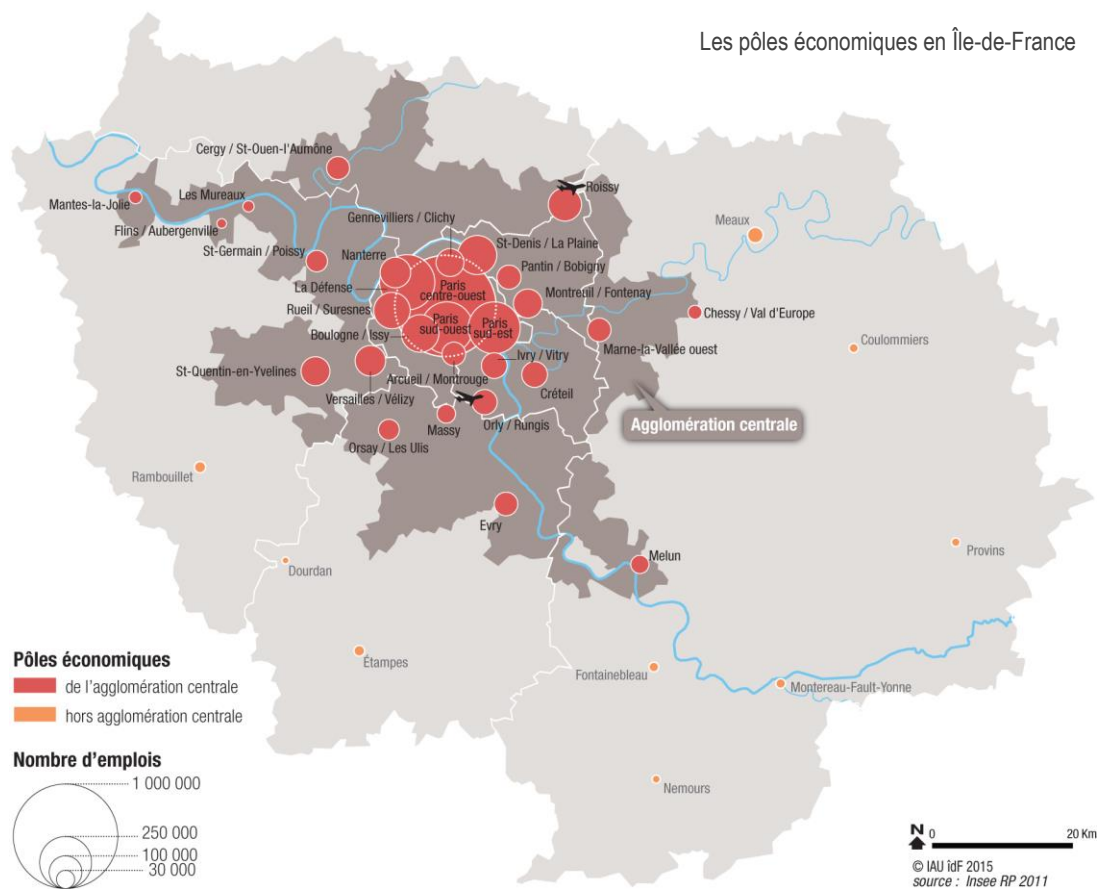 Les pôles économiques en Île-de-France
Cergy / St-Ouen-l'Aumône
Roissy
Mantes-la-Jolie
Les Mureaux
Flins / Aubergenville
Gennevilliers / Clichy
Meaux
St-Germain / Poissy
Nanterre
St-Denis / La Plaine
Pantin / Bobigny
La Défense
Paris
centre-ouest
Montreuil / Fontenay
Rueil / Suresnes
Chessy / Val d'Europe
Paris
sud-ouest
Paris
sud-est
Boulogne / Issy
Marne-la-Vallée ouest
Coulommiers
Ivry / Vitry
St-Quentin-en-Yvelines
Arcueil / Montrouge
Créteil
Versailles / Vélizy
Massy
Orly / Rungis
Agglomération centrale
Orsay / Les Ulis
Rambouillet
Evry
Provins
Melun
Dourdan
Étampes
Fontainebleau
Montereau-Fault-Yonne
Nemours
Pôles économiques
de l'agglomération centrale
hors agglomération centrale
Nombre d'emplois
1 000 000
250 000
100 000
30 000
N 0 20 Km
© IAU îdF 2015
source : Insee RP 2011